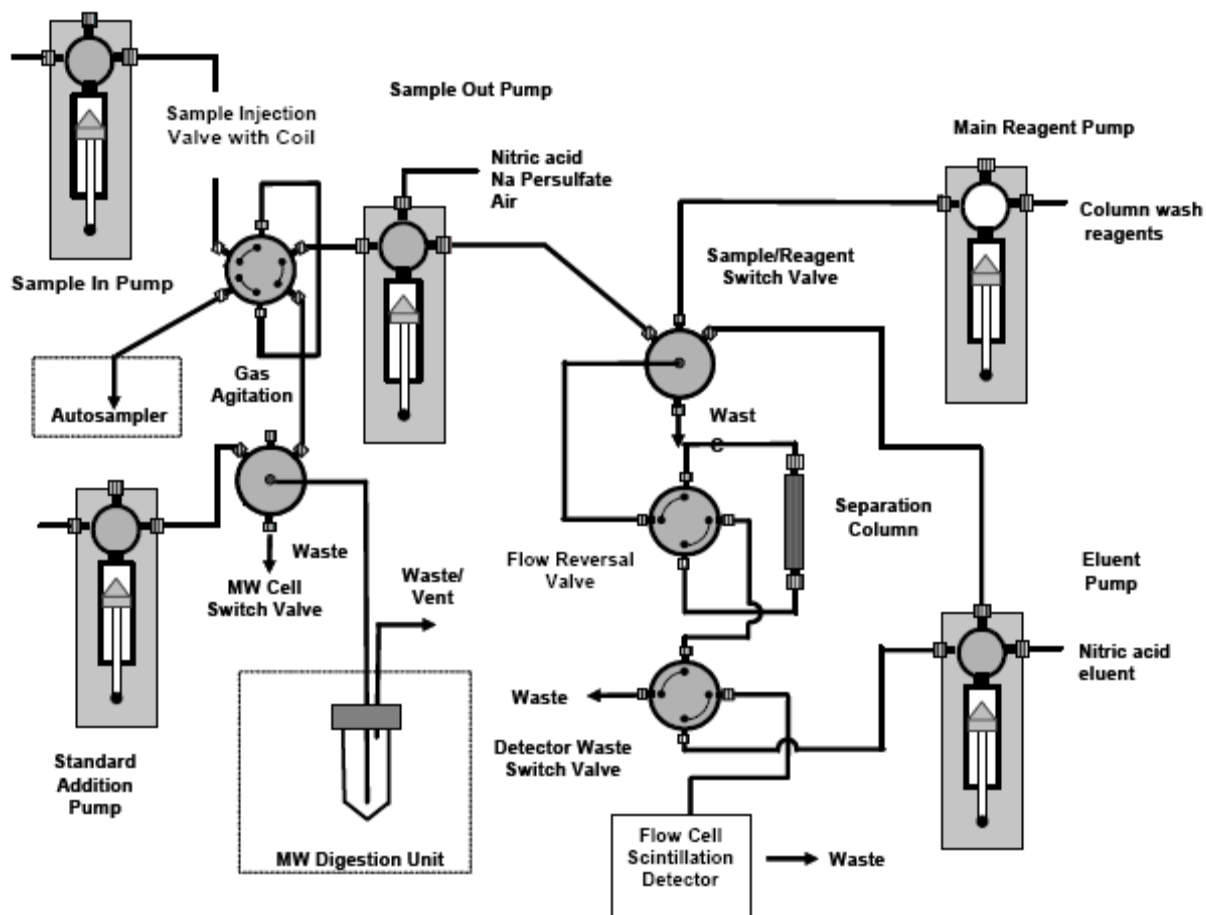 Sample Out Pump
Sample Injection
Valve with Coil
Main Reagent Pump
Nitric acid
Na Persulfate
Air
Column wash
reagents
Sample/Reagent
Switch Valve
Sample In Pump
Gas
Agitation
Autosampler
Wast
e
Separation
Column
Waste
Flow Reversal
Valve
Eluent
Pump
MW Cell
Switch Valve
Waste/
Vent
Nitric acid
eluent
Waste
Detector Waste
Switch Valve
Standard
Addition
Pump
MW Digestion Unit
Flow Cell
Scintillation
Detector
Waste